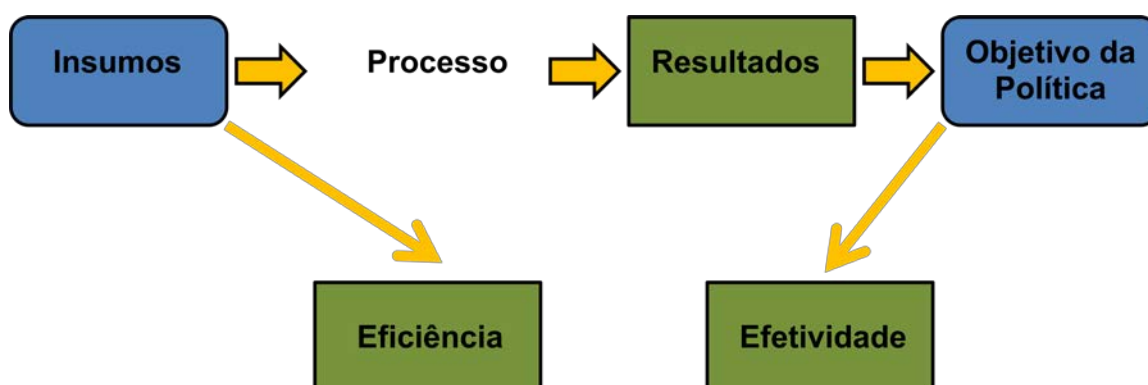 Insumos
Processo
Resultados
Objetivo da
Política
Eficiência
Efetividade